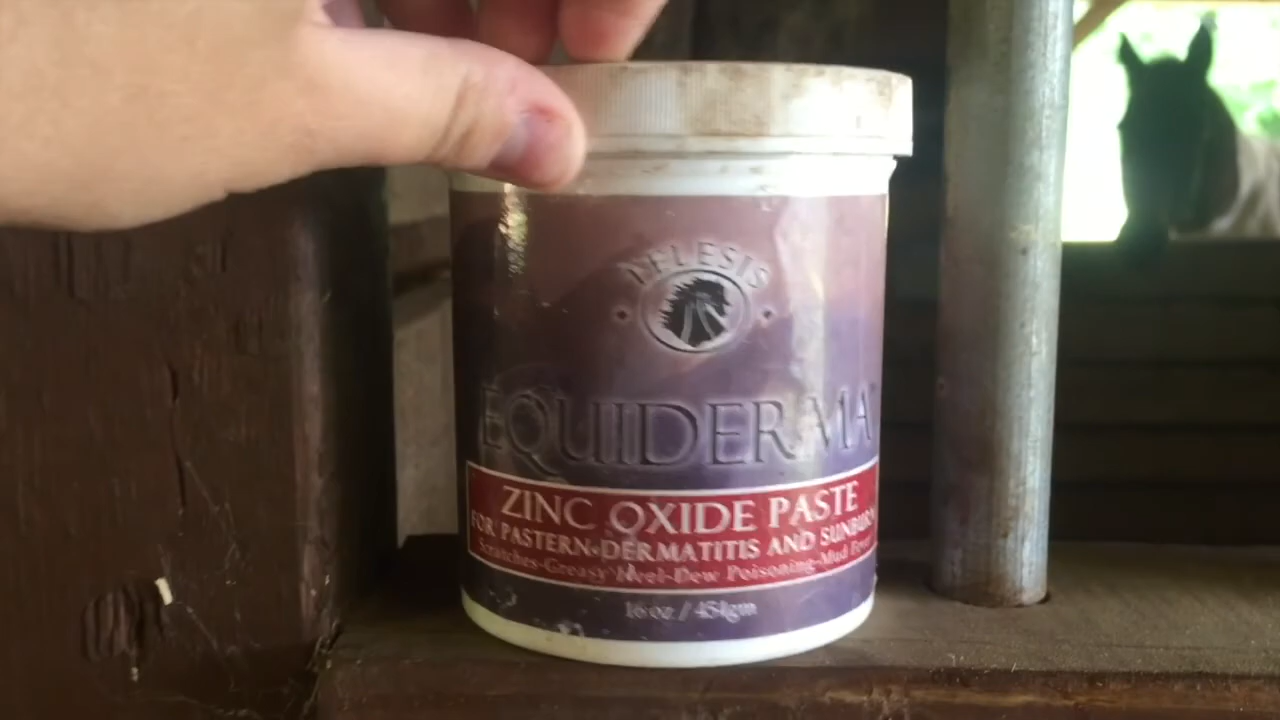 TELESIS
EQUIDERMA
ZINC OXIDE PASTE
FOR PASTERN DERMATITIS AND SUNBURN
Scratches-Greasy Heel-Dew Poisoning-Mud Fever
16 oz / 454gm